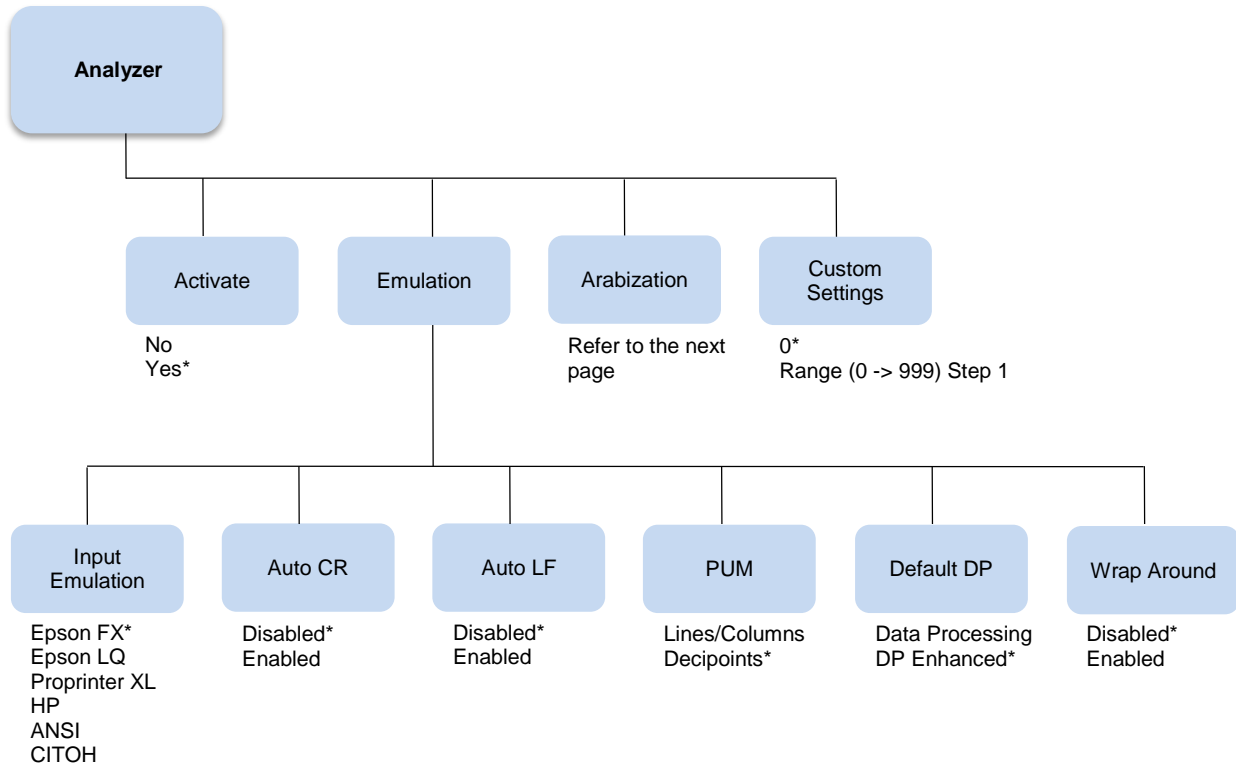 Analyzer
Activate
No
Yes*
Emulation
Arabization
Refer to the next
page
Custom
Settings
0*
Range (0 -> 999) Step 1
Input
Emulation
Epson FX*
Epson LQ
Proprinter XL
HP
ANSI
CITOH
Auto CR
Disabled*
Enabled
Auto LF
Disabled*
Enabled
PUM
Lines/Columns
Decipoints*
Default DP
Data Processing
DP Enhanced*
Wrap Around
Disabled*
Enabled